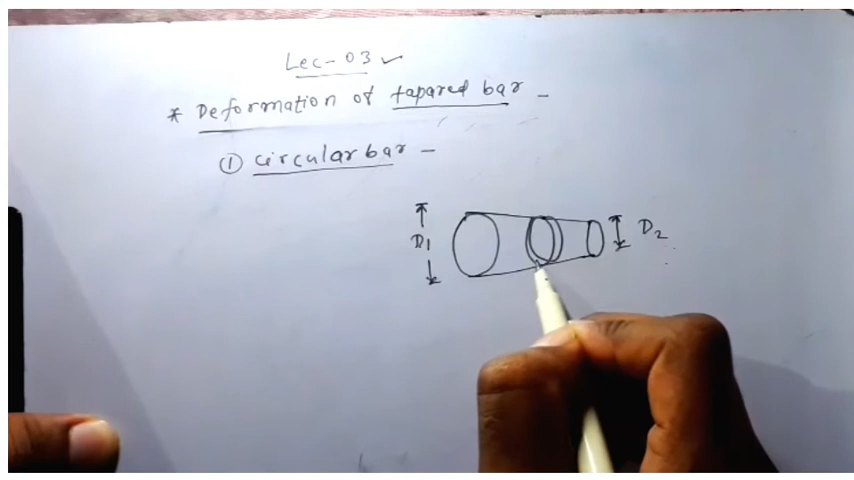 Lec-03 ✓
* Deformation of tapared bar -
① circular bar -
D1
D2